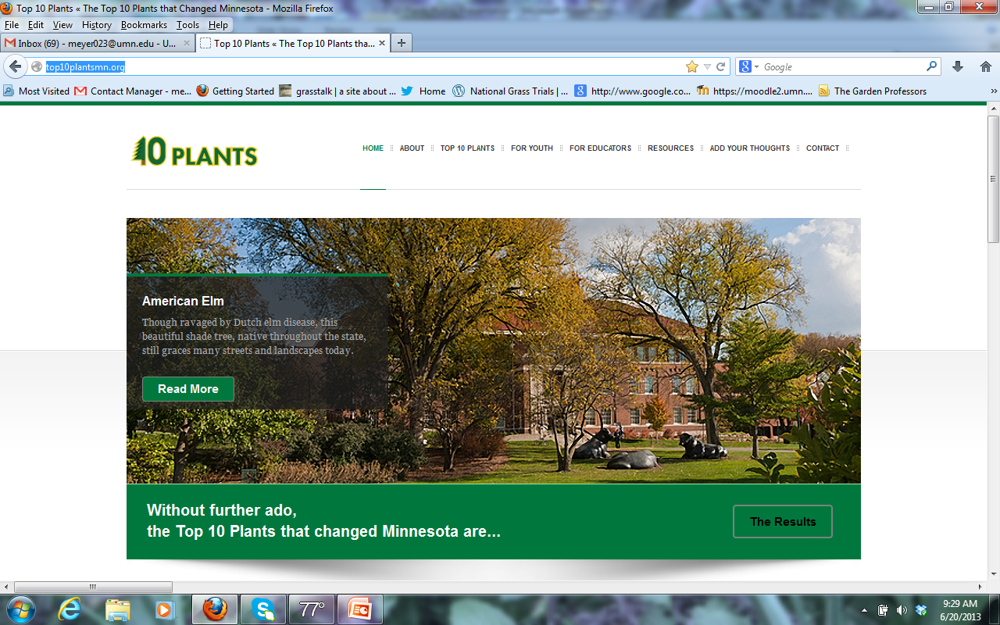 Top 10 Plants « The Top 10 Plants that Changed Minnesota - Mozilla Firefox
File Edit View History Bookmarks Tools Help
Inbox (69) - meyer023@umn.edu - U... Top 10 Plants « The Top 10 Plants tha...
top10plantsmn.org Google
Most Visited Contact Manager - me... Getting Started grasstalk | a site about ... Home National Grass Trials | ... http://www.google.co... https://moodle2.umn.... The Garden Professors
10 PLANTS
HOME ABOUT TOP 10 PLANTS FOR YOUTH FOR EDUCATORS RESOURCES ADD YOUR THOUGHTS CONTACT
American Elm
Though ravaged by Dutch elm disease, this
beautiful shade tree, native throughout the state,
still graces many streets and landscapes today.
Read More
Without further ado,
the Top 10 Plants that changed Minnesota are...
The Results
77°
9:29 AM
6/20/2013